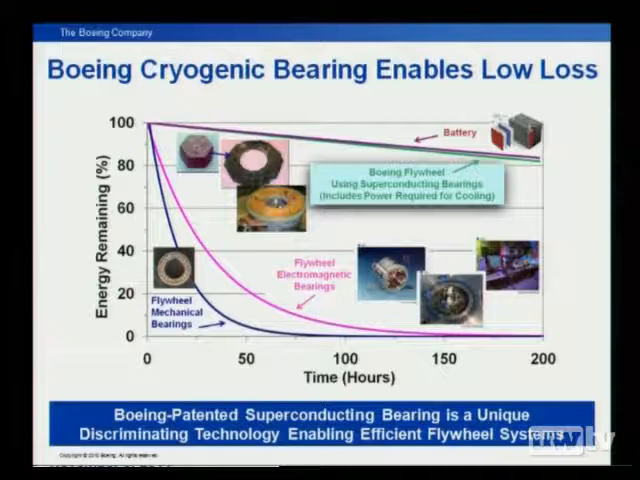 The Boeing Company
Boeing Cryogenic Bearing Enables Low Loss
100
80
60
40
20
0
Energy Remaining (%)
Battery
Boeing Flywheel
Using Superconducting Bearings
(Includes Power Required for Cooling)
Flywheel
Electromagnetic
Bearings
Flywheel
Mechanical
Bearings
0 50 100 150 200
Time (Hours)
Boeing-Patented Superconducting Bearing is a Unique
Discriminating Technology Enabling Efficient Flywheel Systems
Copyright © 2010 Boeing. All rights reserved.
uwtv